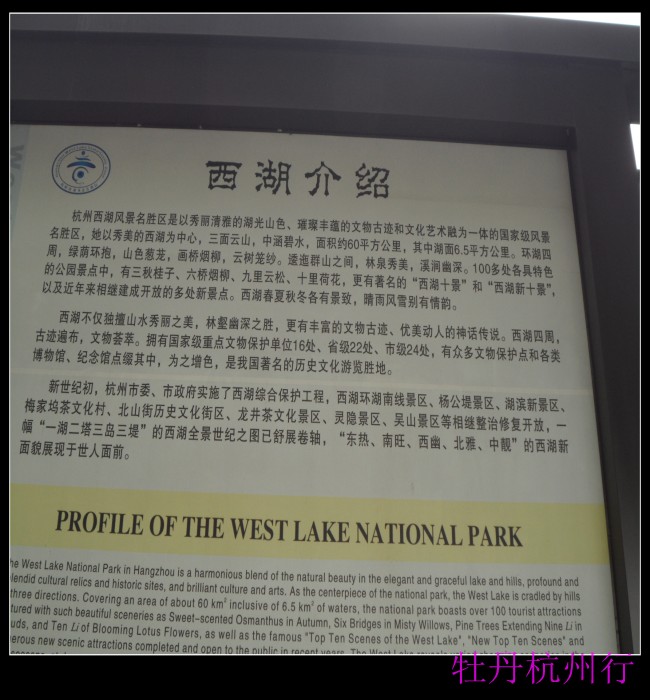 西湖介绍
杭州西湖风景名胜区是以秀丽清雅的湖光山色、璀璨丰蕴的文物古迹和文化艺术融为一体的国家级风景
名胜区，她以秀美的西湖为中心，三面云山，中涵碧水，面积约60平方公里，其中湖面6.5平方公里。环湖四
周，绿荫环抱，山色葱茏，画桥烟柳，云树笼纱。逶迤群山之间，林泉秀美，溪涧幽深。100多处各具特色
的公园景点中，有三秋桂子、六桥烟柳、九里云松、十里荷花，更有著名的“西湖十景”和“西湖新十景”，
以及近年来相继建成开放的多处新景点。西湖春夏秋冬各有景致，晴雨风雪别有情韵。
西湖不仅独擅山水秀丽之美，林壑幽深之胜，更有丰富的文物古迹、优美动人的神话传说。西湖四周，
古迹遍布，文物荟萃。拥有国家级重点文物保护单位16处、省级22处、市级24处，有众多文物保护点和各类
博物馆、纪念馆点缀其中，为之增色，是我国著名的历史文化游览胜地。
新世纪初，杭州市委、市政府实施了西湖综合保护工程，西湖环湖南线景区、杨公堤景区、湖滨新景区、
梅家坞茶文化村、北山街历史文化街区、龙井茶文化景区、灵隐景区、吴山景区等相继整治修复开放，一
幅“一湖二塔三岛三堤”的西湖全景世纪之图已舒展卷轴，“东热、南旺、西幽、北雅、中靓”的西湖新
面貌展现于世人面前。
PROFILE OF THE WEST LAKE NATIONAL PARK
he West Lake National Park in Hangzhou is a harmonious blend of the natural beauty in the elegant and graceful lake and hills, profound and
lendid cultural relics and historic sites, and brilliant culture and arts. As the centerpiece of the national park, the West Lake is cradled by hills
three directions. Covering an area of about 60 km² inclusive of 6.5 km² of waters, the national park boasts over 100 tourist attractions
tured with such beautiful sceneries as Sweet-scented Osmanthus in Autumn, Six Bridges in Misty Willows, Pine Trees Extending Nine Li in
uds, and Ten Li of Blooming Lotus Flowers, as well as the famous "Top Ten Scenes of the West Lake", "New Top Ten Scenes" and
erous new scenic attractions completed and open to the public in recent years. The West Lake
牡丹杭州行